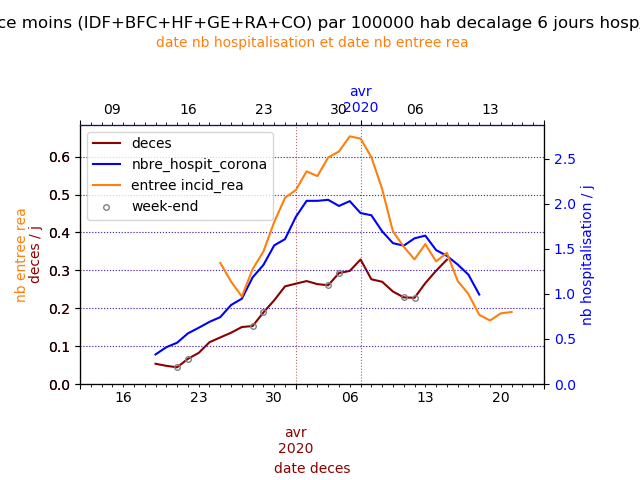 ce moins (IDF+BFC+HF+GE+RA+CO) par 100000 hab decalage 6 jours hosp
date nb hospitalisation et date nb entree rea
avr
2020
09 16 23 30 06 13
deces
nbre_hospit_corona
entree incid_rea
week-end
nb entree rea
deces / j
0.6
0.5
0.4
0.3
0.2
0.1
0.0
2.5
2.0
1.5
1.0
0.5
0.0
nb hospitalisation / j
16 23 30 06 13 20
avr
2020
date deces